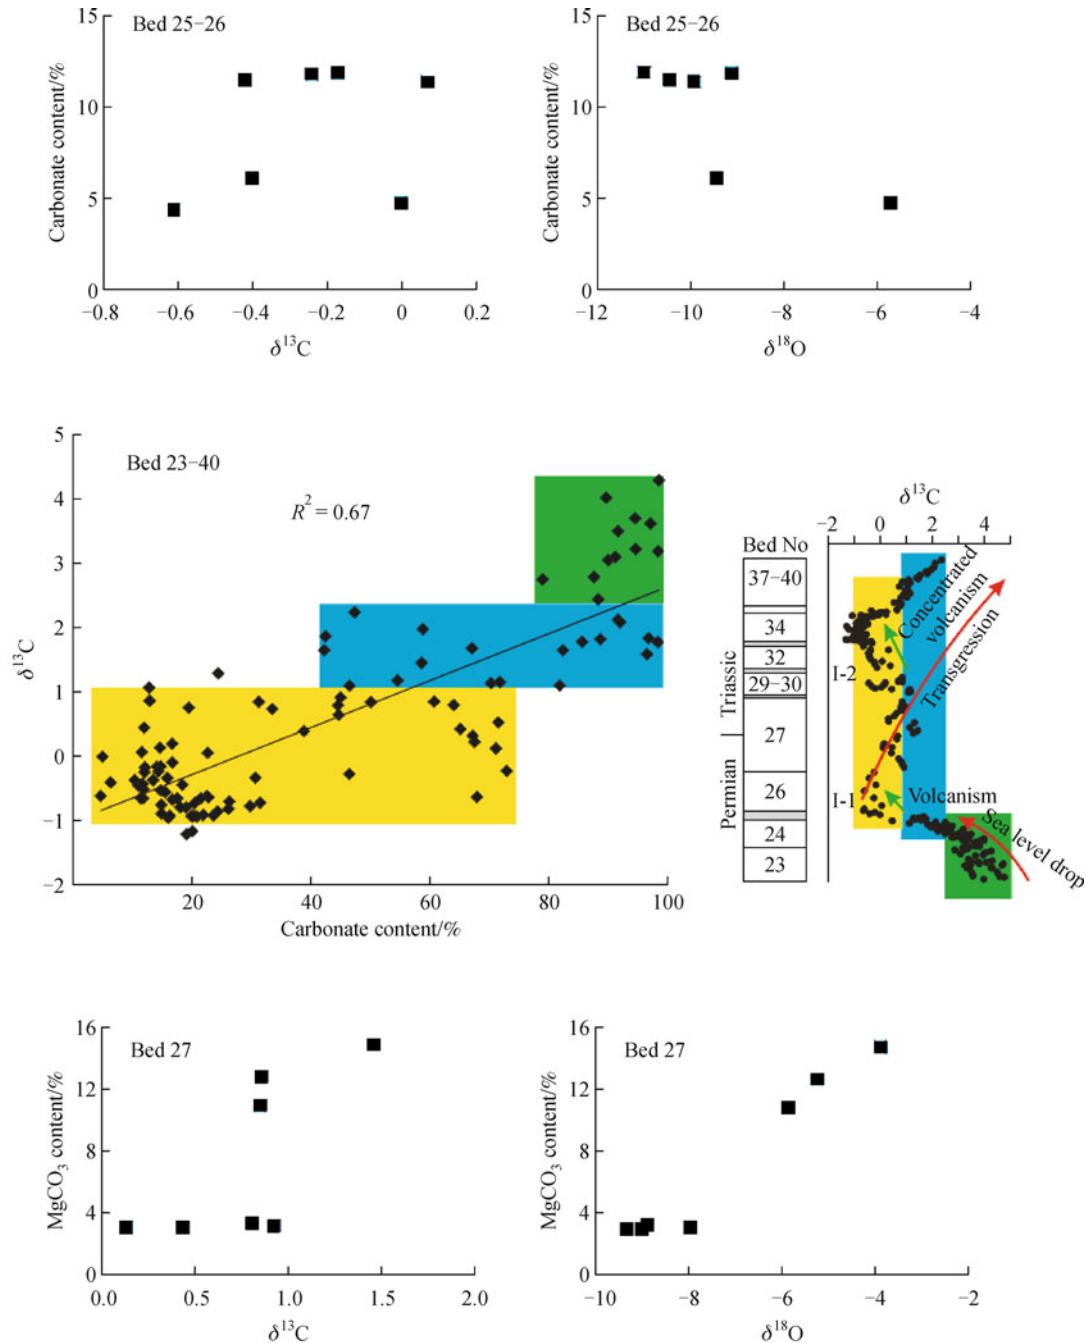 Bed 25−26
Carbonate content/%
15
10
5
0
−0.8
−0.6
−0.4
−0.2
0
0.2
δ¹³C
Bed 25−26
Carbonate content/%
15
10
5
0
−12
−10
−8
−6
−4
δ¹⁸O
Bed 23−40
R² = 0.67
δ¹³C
5
4
3
2
1
0
−1
−2
20
40
60
80
100
Carbonate content/%
δ¹³C
−2
0
2
4
Bed No
37−40
34
32
29−30
27
26
24
23
Triassic
Permian
I-2
I-1
Concentrated
volcanism
Transgression
Volcanism
Sea level drop
Bed 27
MgCO₃ content/%
16
12
8
4
0
0.0
0.5
1.0
1.5
2.0
δ¹³C
Bed 27
MgCO₃ content/%
16
12
8
4
0
−10
−8
−6
−4
−2
δ¹⁸O